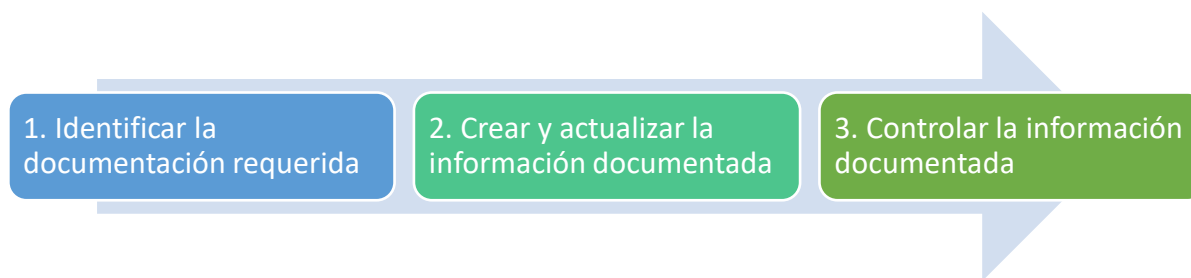 1. Identificar la
documentación requerida
2. Crear y actualizar la
información documentada
3. Controlar la información
documentada